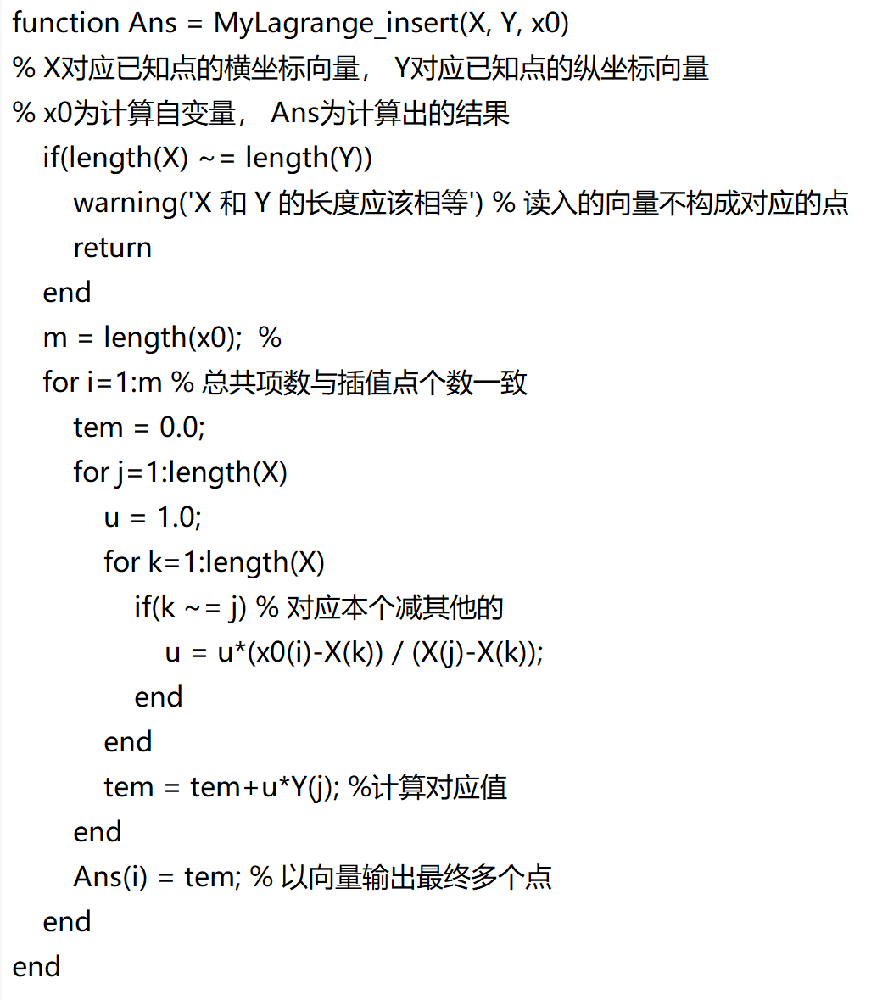 function Ans = MyLagrange_insert(X, Y, x0)
% X对应已知点的横坐标向量， Y对应已知点的纵坐标向量
% x0为计算自变量， Ans为计算出的结果
if(length(X) ~= length(Y))
warning('X 和 Y 的长度应该相等') % 读入的向量不构成对应的点
return
end
m = length(x0); %
for i=1:m % 总共项数与插值点个数一致
tem = 0.0;
for j=1:length(X)
u = 1.0;
for k=1:length(X)
if(k ~= j) % 对应本个减其他的
u = u*(x0(i)-X(k)) / (X(j)-X(k));
end
end
tem = tem+u*Y(j); %计算对应值
end
Ans(i) = tem; % 以向量输出最终多个点
end
end